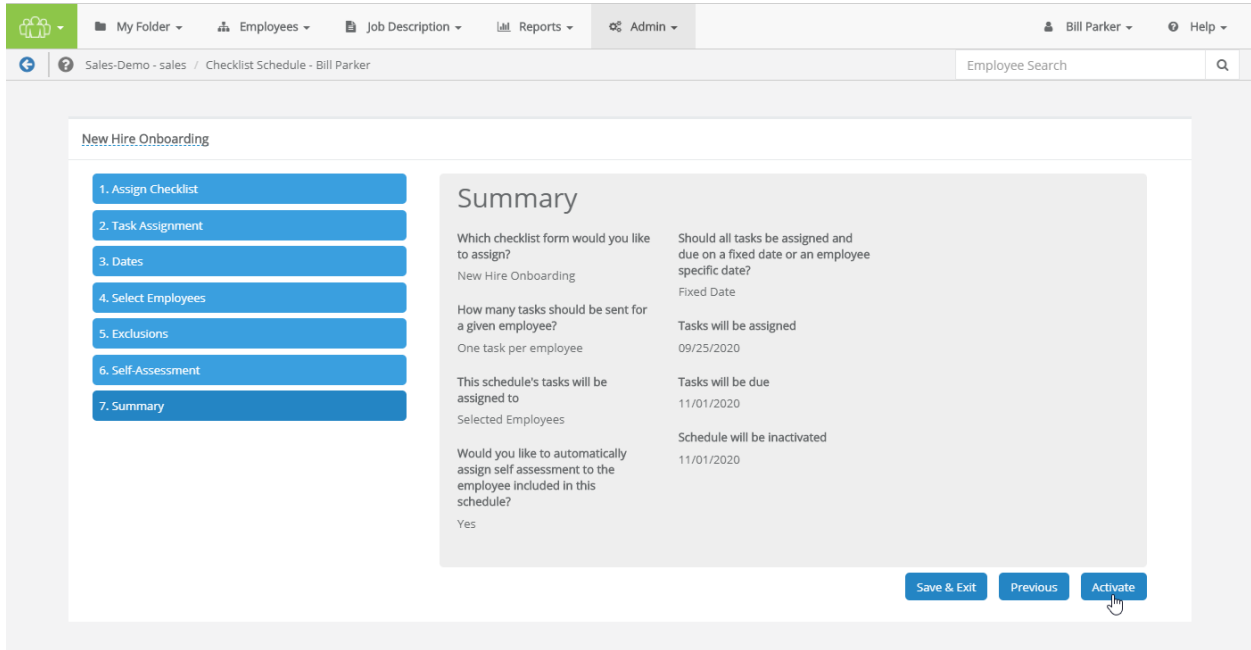 My Folder
Employees
Job Description
Reports
Admin
Bill Parker
Help
Sales-Demo - sales / Checklist Schedule - Bill Parker
Employee Search
New Hire Onboarding
1. Assign Checklist
2. Task Assignment
3. Dates
4. Select Employees
5. Exclusions
6. Self-Assessment
7. Summary
Summary
Which checklist form would you like
to assign?
New Hire Onboarding
How many tasks should be sent for
a given employee?
One task per employee
This schedule's tasks will be
assigned to
Selected Employees
Would you like to automatically
assign self assessment to the
employee included in this
schedule?
Yes
Should all tasks be assigned and
due on a fixed date or an employee
specific date?
Fixed Date
Tasks will be assigned
09/25/2020
Tasks will be due
11/01/2020
Schedule will be inactivated
11/01/2020
Save & Exit
Previous
Activate